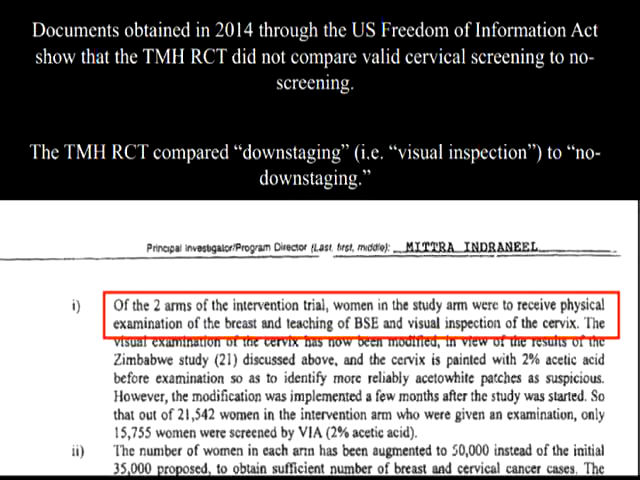 Documents obtained in 2014 through the US Freedom of Information Act
show that the TMH RCT did not compare valid cervical screening to no-
screening.
The TMH RCT compared “downstaging” (i.e. “visual inspection”) to “no-
downstaging.”
Principal Investigator/Program Director (Last, first, middle): MITTRA INDRANEEL
i) Of the 2 arms of the intervention trial, women in the study arm were to receive physical
examination of the breast and teaching of BSE and visual inspection of the cervix. The
visual examination of the cervix has now been modified, in view of the results of the
Zimbabwe study (21) discussed above, and the cervix is painted with 2% acetic acid
before examination so as to identify more reliably acetowhite patches as suspicious.
However, the modification was implemented a few months after the study was started. So
that out of 21,542 women in the intervention arm who were given an examination, only
15,755 women were screened by VIA (2% acetic acid).
ii) The number of women in each arm has been augmented to 50,000 instead of the initial
35,000 proposed, to obtain sufficient number of breast and cervical cancer cases. The